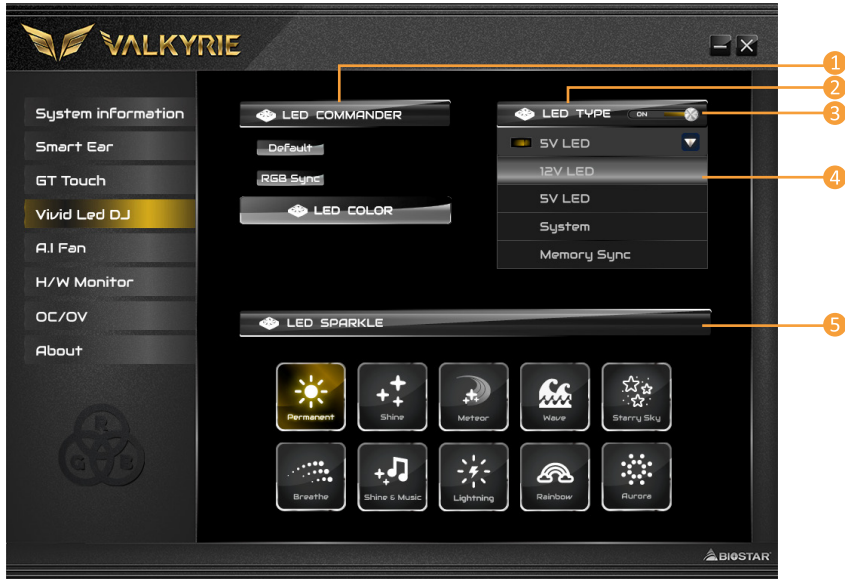 VALKYRIE
1
2
System information
LED COMMANDER
LED TYPE ON
3
Smart Ear
Default
5V LED
GT Touch
RGB Sync
12V LED
4
Vivid Led DJ
LED COLOR
5V LED
System
A.I Fan
Memory Sync
H/W Monitor
OC/OV
LED SPARKLE
5
About
Permanent
Shine
Meteor
Wave
Starry Sky
R
G
B
Breathe
Shine & Music
Lightning
Rainbow
Aurora
BIOSTAR